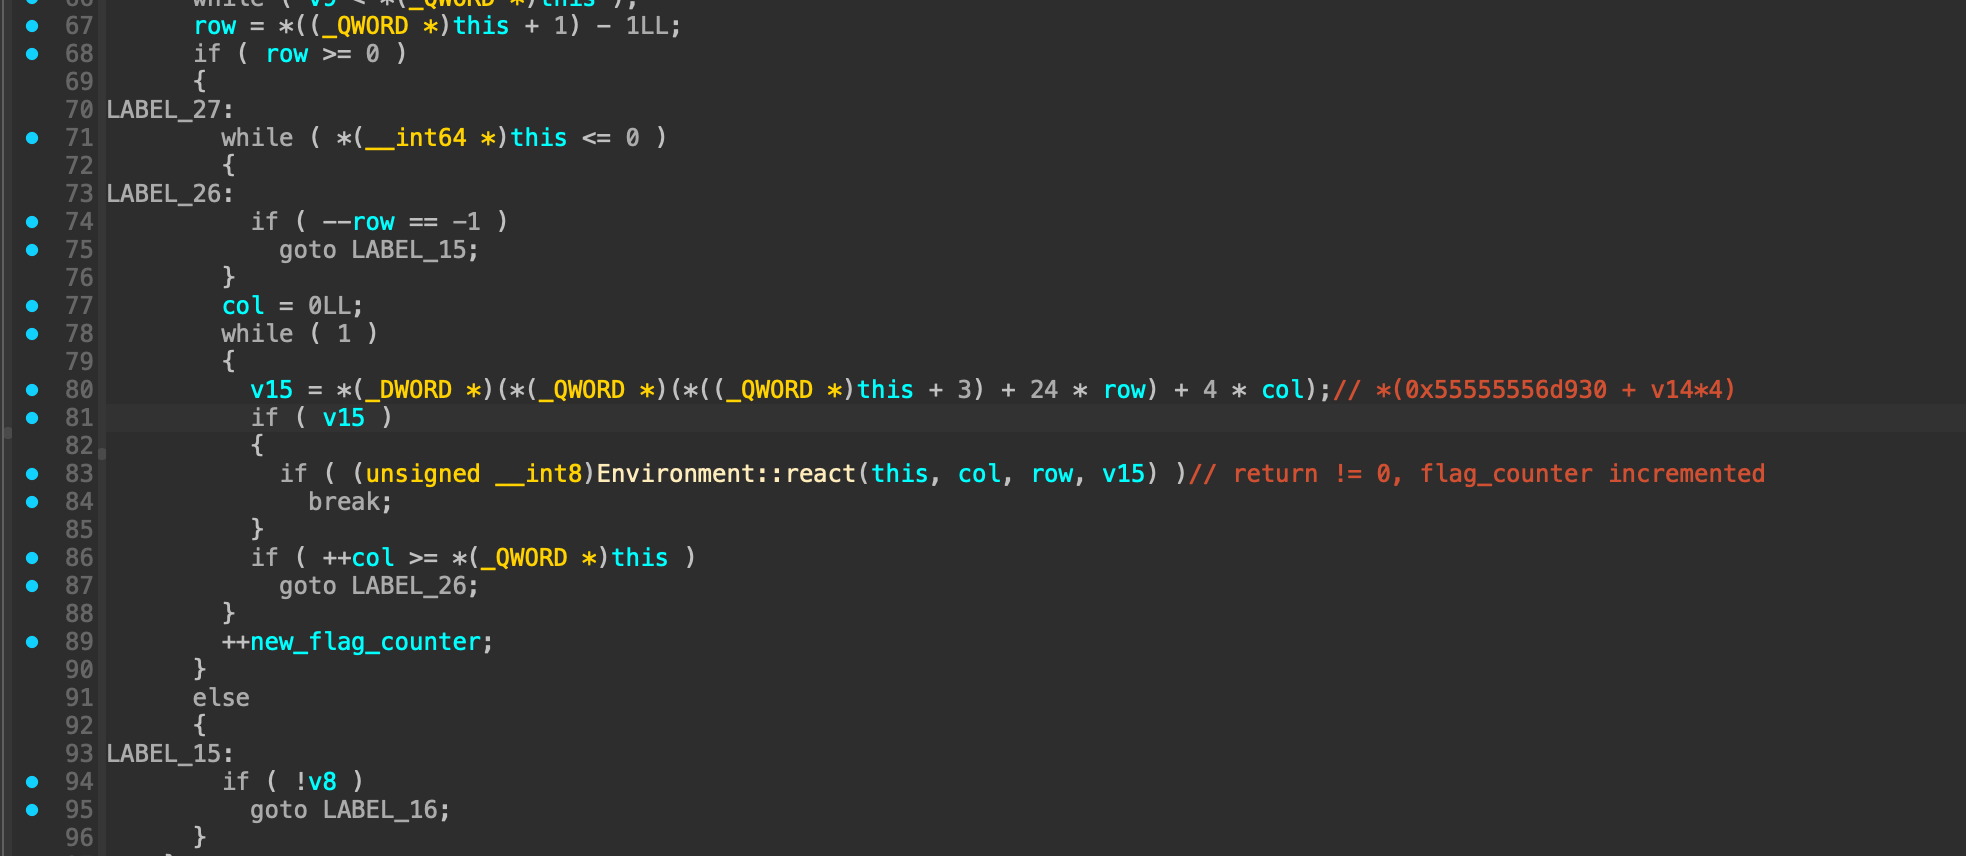 66 while ( v9 < *(_QWORD *)this );
67 row = *((_QWORD *)this + 1) - 1LL;
68 if ( row >= 0 )
69 {
70 LABEL_27:
71 while ( *(__int64 *)this <= 0 )
72 {
73 LABEL_26:
74 if ( --row == -1 )
75 goto LABEL_15;
76 }
77 col = 0LL;
78 while ( 1 )
79 {
80 v15 = *(_DWORD *)(*(_QWORD *)(*((_QWORD *)this + 3) + 24 * row) + 4 * col);// *(0x55555556d930 + v14*4)
81 if ( v15 )
82 {
83 if ( (unsigned __int8)Environment::react(this, col, row, v15) )// return != 0, flag_counter incremented
84 break;
85 }
86 if ( ++col >= *(_QWORD *)this )
87 goto LABEL_26;
88 }
89 ++new_flag_counter;
90 }
91 else
92 {
93 LABEL_15:
94 if ( !v8 )
95 goto LABEL_16;
96 }